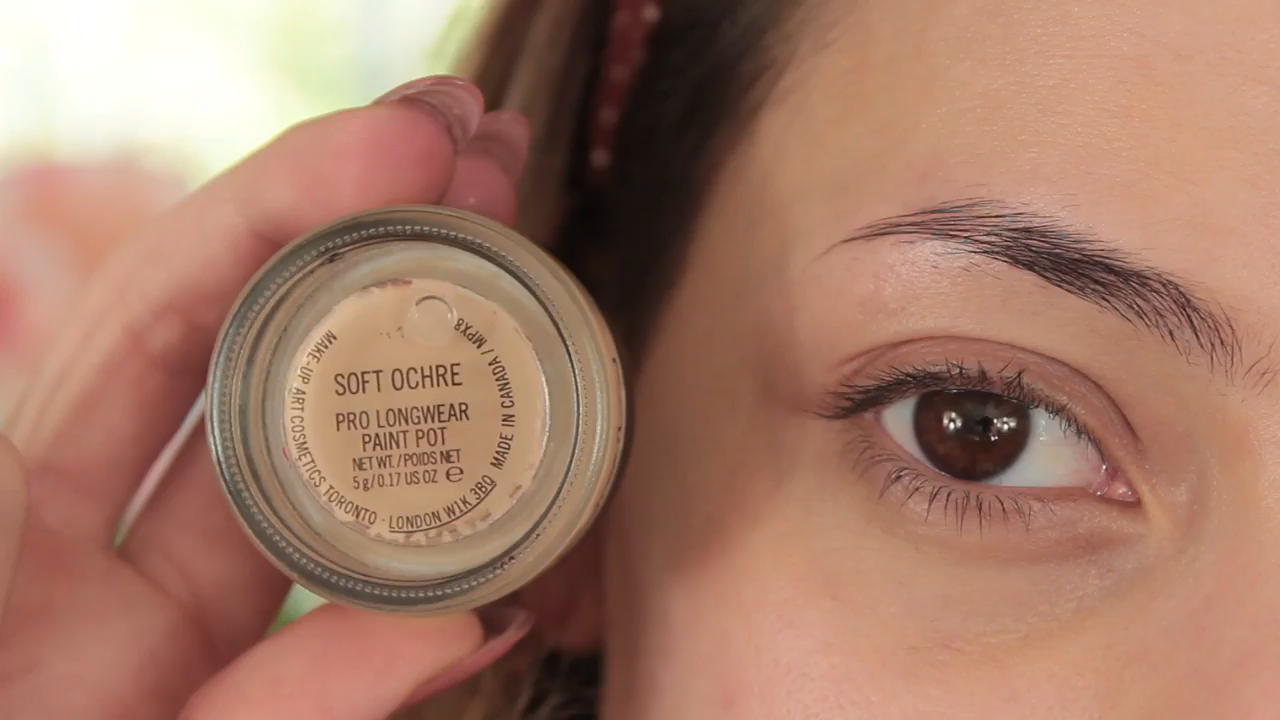 SOFT OCHRE
PRO LONGWEAR
PAINT POT
NET WT./POIDS NET
5 g/0.17 US OZ e
MAKE-UP ART COSMETICS TORONTO · LONDON W1K 3BQ MADE IN CANADA / MPX8